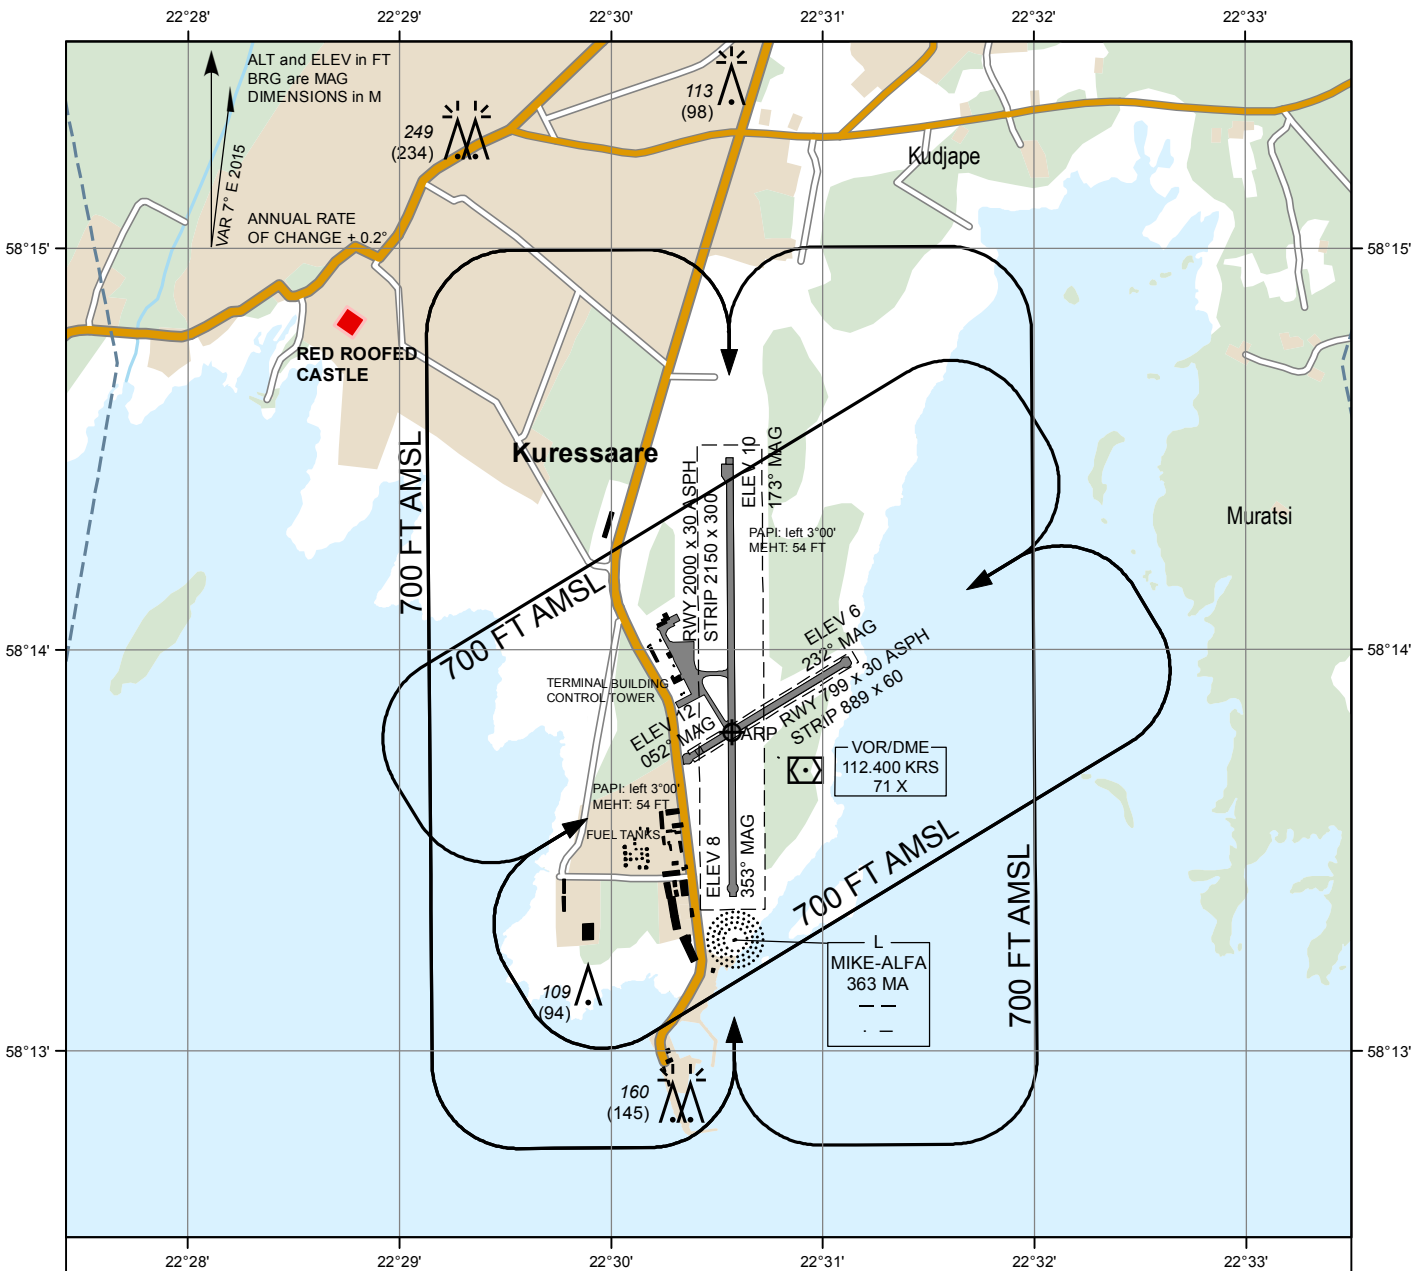 22°28' 22°29' 22°30' 22°31' 22°32' 22°33'
ALT and ELEV in FT
BRG are MAG
DIMENSIONS in M
VAR 7° E 2015
ANNUAL RATE
OF CHANGE + 0.2°
249
(234)
113
(98)
Kudjape
58°15' 58°15'
RED ROOFED
CASTLE
Kuressaare
700 FT AMSL
RWY 2000 x 30 ASPH
STRIP 2150 x 300
ELEV 10
173° MAG
PAPI: left 3°00'
MEHT: 54 FT
Muratsi
700 FT AMSL
58°14' 58°14'
ELEV 6
232° MAG
RWY 799 x 30 ASPH
STRIP 889 x 60
TERMINAL BUILDING
CONTROL TOWER
ELEV 12
052° MAG
ARP
VOR/DME
112.400 KRS
71 X
PAPI: left 3°00'
MEHT: 54 FT
FUEL TANKS
ELEV 8
353° MAG
700 FT AMSL
700 FT AMSL
L
MIKE-ALFA
363 MA
— —
· —
109
(94)
58°13' 58°13'
160
(145)
22°28' 22°29' 22°30' 22°31' 22°32' 22°33'